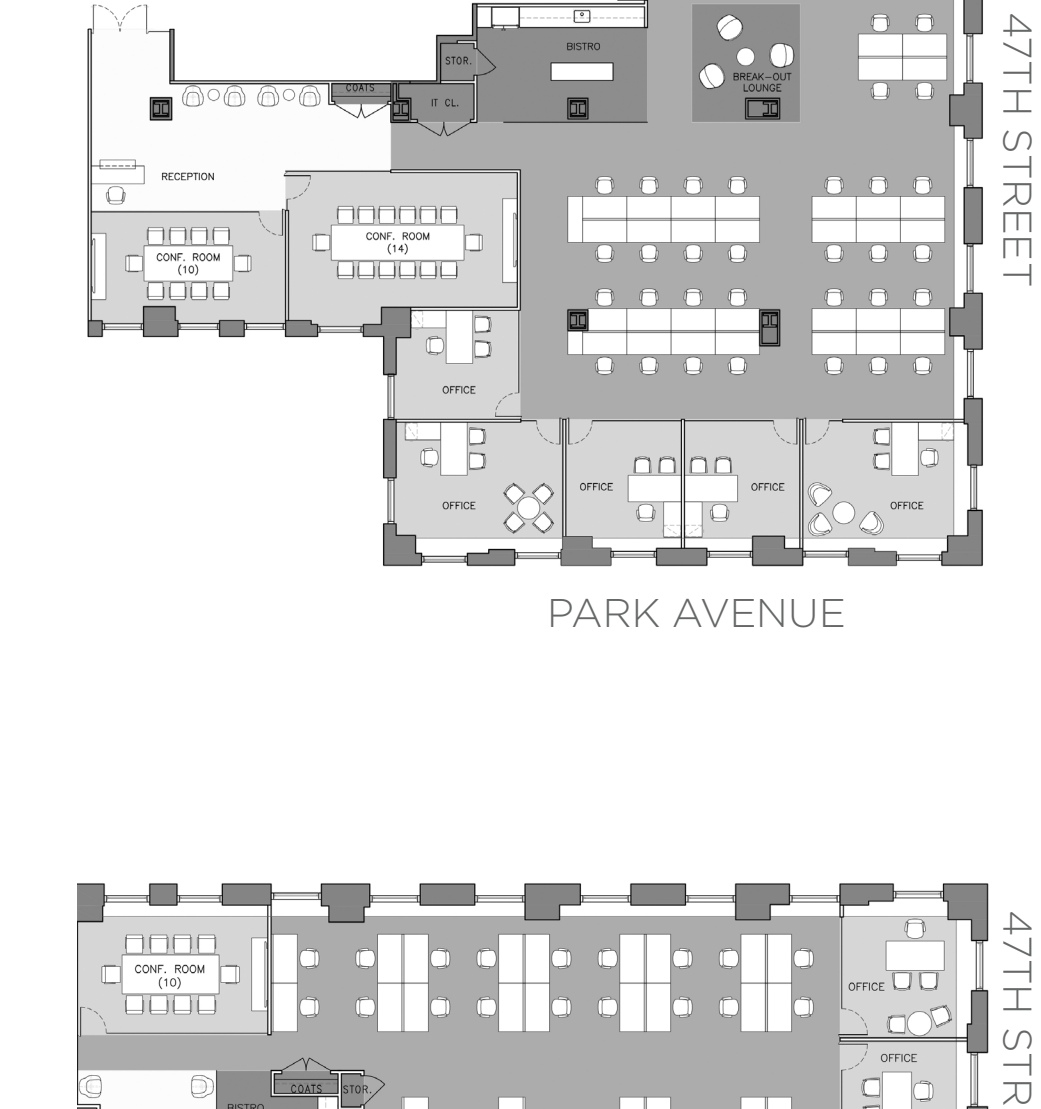 BISTRO
STOR.
BREAK-OUT
LOUNGE
COATS
IT CL.
47TH STREET
RECEPTION
CONF. ROOM
(14)
CONF. ROOM
(10)
OFFICE
OFFICE
OFFICE
OFFICE
OFFICE
PARK AVENUE
CONF. ROOM
(10)
OFFICE
47TH STR
OFFICE
COATS
STOR.
BISTRO